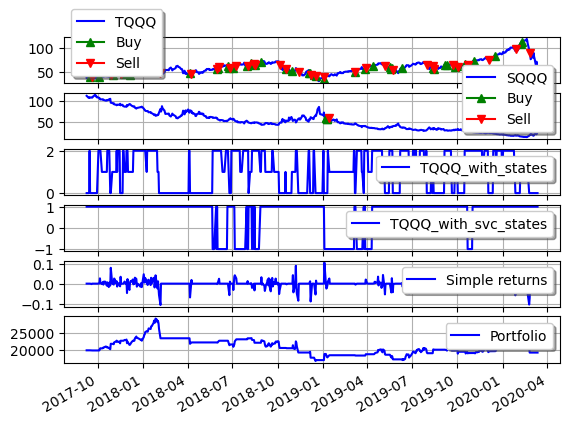 TQQQ
Buy
Sell
100
50
SQQQ
Buy
Sell
100
50
2
0
TQQQ_with_states
1
0
−1
TQQQ_with_svc_states
0.1
0.0
−0.1
Simple returns
25000
20000
Portfolio
2017-10
2018-01
2018-04
2018-07
2018-10
2019-01
2019-04
2019-07
2019-10
2020-01
2020-04